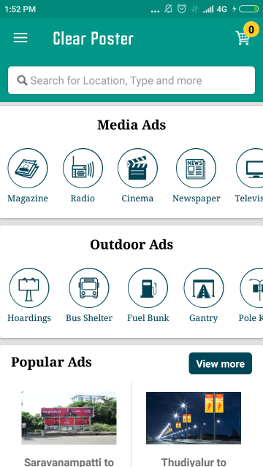 1:52 PM ... 4G
Clear Poster
0
Search for Location, Type and more
Media Ads
NEWS
Magazine Radio Cinema Newspaper Televis
Outdoor Ads
Hoardings Bus Shelter Fuel Bunk Gantry Pole K
Popular Ads View more
Saravanampatti to Thudiyalur to